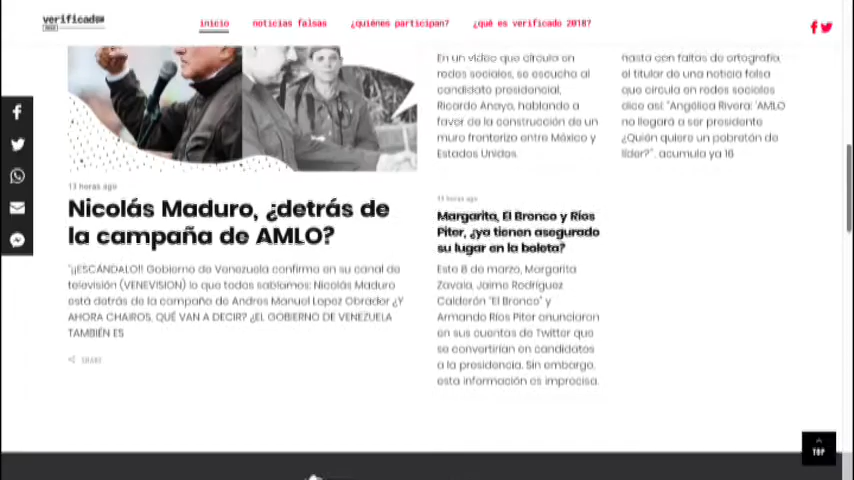 verificado
2018
inicio
noticias falsas
¿quiénes participan?
¿qué es verificado 2018?
13 horas ago
Nicolás Maduro, ¿detrás de
la campaña de AMLO?
"¡¡ESCÁNDALO!! Gobierno de Venezuela confirma en su canal de
televisión (VENEVISION) lo que todos sabíamos: Nicolás Maduro
está detrás de la campaña de Andres Manuel Lopez Obrador ¿Y
AHORA CHAIROS, QUÉ VAN A DECIR? ¿EL GOBIERNO DE VENEZUELA
TAMBIÉN ES
SHARE
En un video que circula en
redes sociales, se escucha al
candidato presidencial,
Ricardo Anaya, hablando a
favor de la construcción de un
muro fronterizo entre México y
Estados Unidos.
13 horas ago
Margarita, El Bronco y Ríos
Piter, ¿ya tienen asegurado
su lugar en la boleta?
Este 8 de marzo, Margarita
Zavala, Jaime Rodríguez
Calderón "El Bronco" y
Armando Ríos Piter anunciaron
en sus cuentas de Twitter que
se convertirían en candidatos
a la presidencia. Sin embargo,
esta información es imprecisa.
hasta con faltas de ortografía,
el titular de una noticia falsa
que circula en redes sociales
dice así: "Angélica Rivera: 'AMLO
no llegará a ser presidente
¿Quién quiere un pobretón de
líder?'", acumula ya 16
TOP